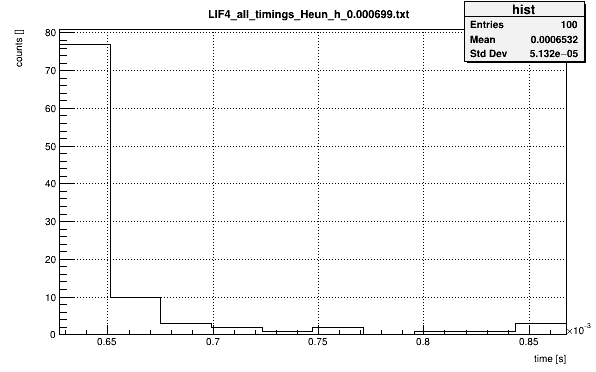 LIF4_all_timings_Heun_h_0.000699.txt
hist
Entries 100
Mean 0.0006532
Std Dev 5.132e−05
counts []
80
70
60
50
40
30
20
10
0
0.65 0.7 0.75 0.8 0.85
×10⁻³
time [s]